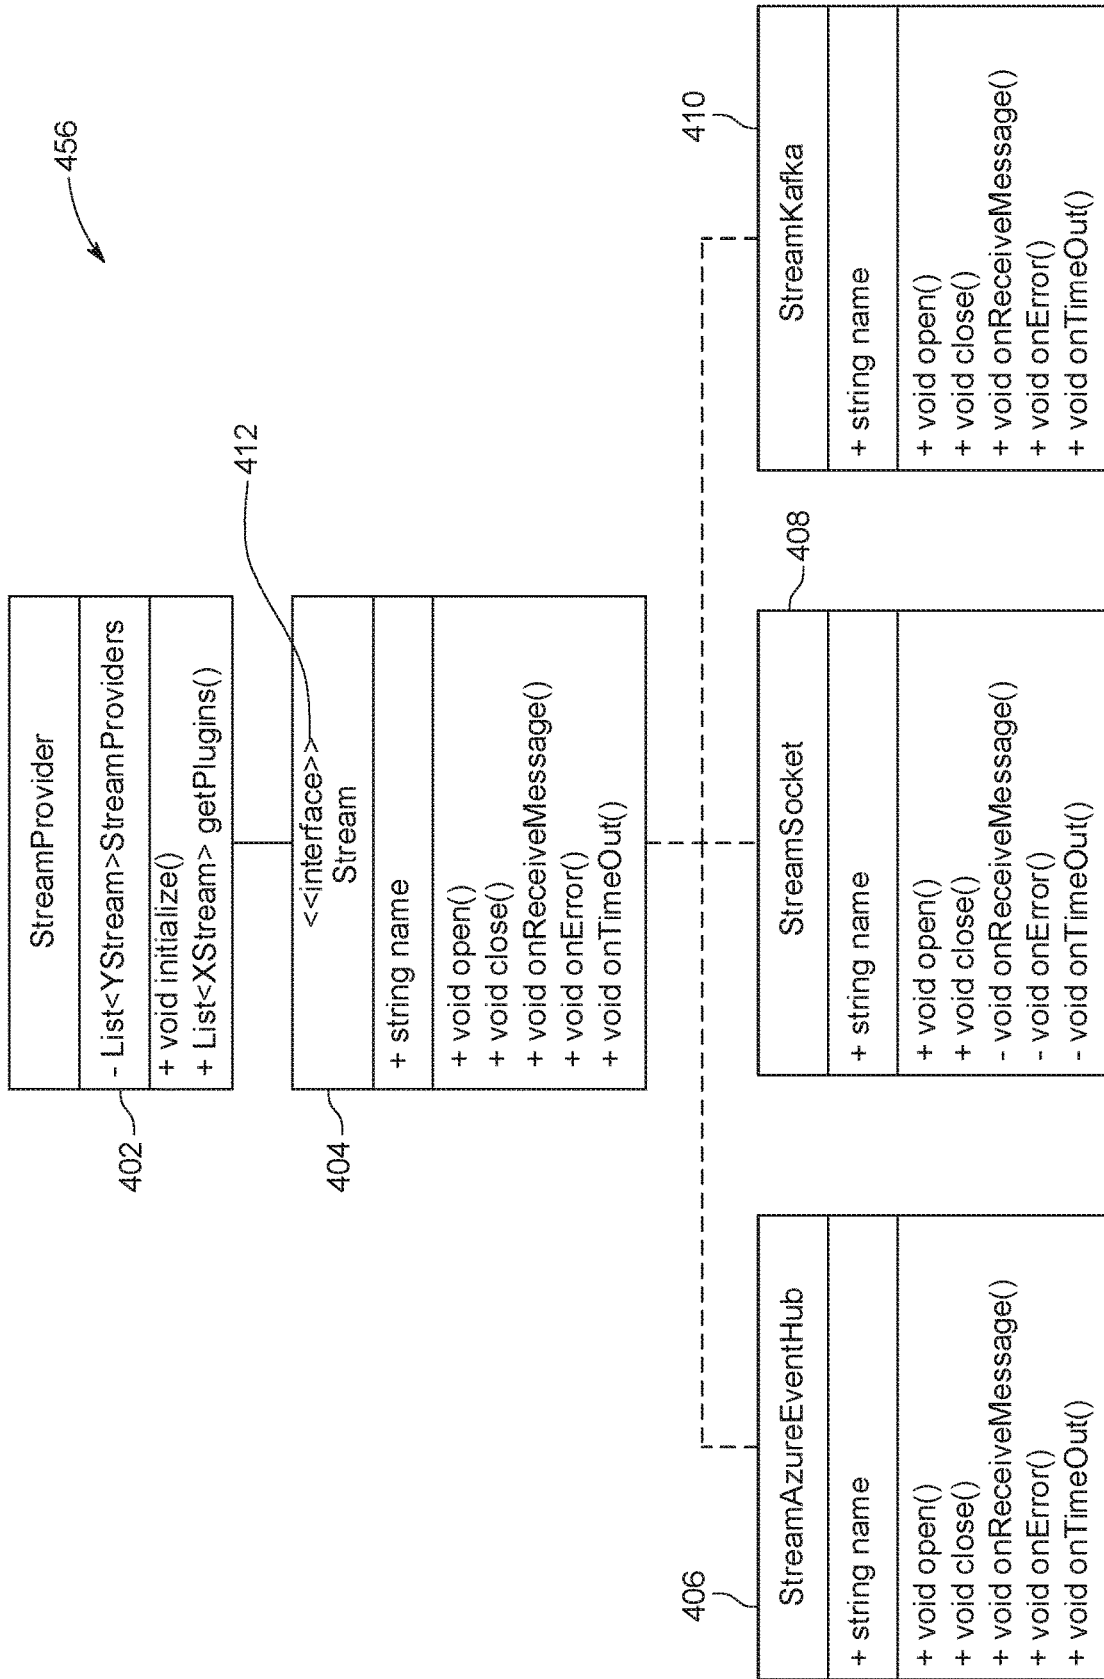 456
StreamProvider
- List<YStream>StreamProviders
+ void initialize()
+ List<XStream> getPlugins()
402
412
<<interface>>
Stream
+ string name
+ void open()
+ void close()
+ void onReceiveMessage()
+ void onError()
+ void onTimeOut()
404
406
StreamAzureEventHub
+ string name
+ void open()
+ void close()
+ void onReceiveMessage()
+ void onError()
+ void onTimeOut()
408
StreamSocket
+ string name
+ void open()
+ void close()
- void onReceiveMessage()
- void onError()
- void onTimeOut()
410
StreamKafka
+ string name
+ void open()
+ void close()
+ void onReceiveMessage()
+ void onError()
+ void onTimeOut()